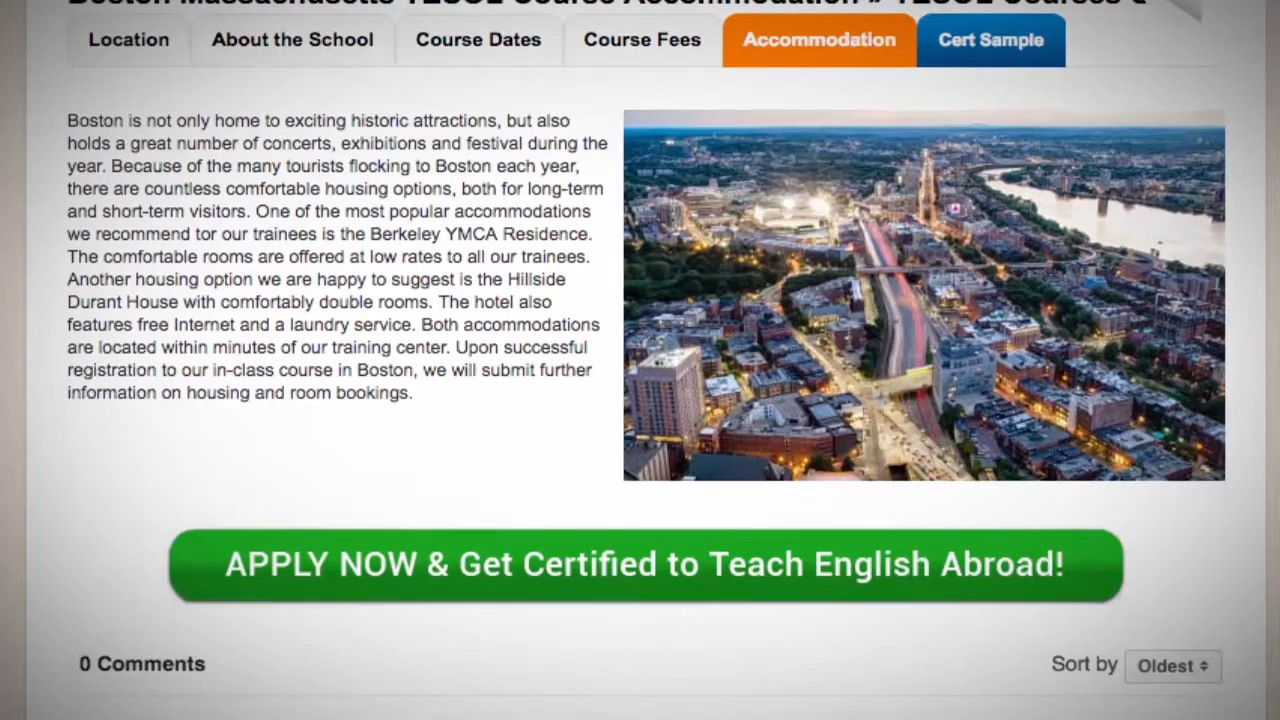 Boston Massachusetts TESOL Course Accommodation » TESOL Courses
Location About the School Course Dates Course Fees Accommodation Cert Sample
Boston is not only home to exciting historic attractions, but also
holds a great number of concerts, exhibitions and festival during the
year. Because of the many tourists flocking to Boston each year,
there are countless comfortable housing options, both for long-term
and short-term visitors. One of the most popular accommodations
we recommend tor our trainees is the Berkeley YMCA Residence.
The comfortable rooms are offered at low rates to all our trainees.
Another housing option we are happy to suggest is the Hillside
Durant House with comfortably double rooms. The hotel also
features free Internet and a laundry service. Both accommodations
are located within minutes of our training center. Upon successful
registration to our in-class course in Boston, we will submit further
information on housing and room bookings.
APPLY NOW & Get Certified to Teach English Abroad!
0 Comments
Sort by Oldest